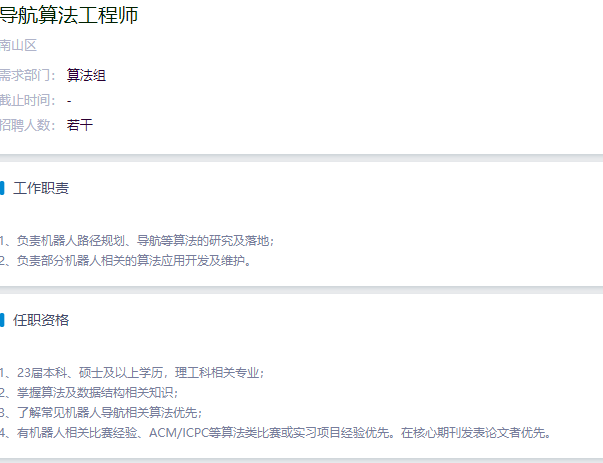 导航算法工程师
南山区
需求部门： 算法组
截止时间： -
招聘人数： 若干
工作职责
1、负责机器人路径规划、导航等算法的研究及落地；
2、负责部分机器人相关的算法应用开发及维护。
任职资格
1、23届本科、硕士及以上学历，理工科相关专业；
2、掌握算法及数据结构相关知识；
3、了解常见机器人导航相关算法优先；
4、有机器人相关比赛经验、ACM/ICPC等算法类比赛或实习项目经验优先。在核心期刊发表论文者优先。